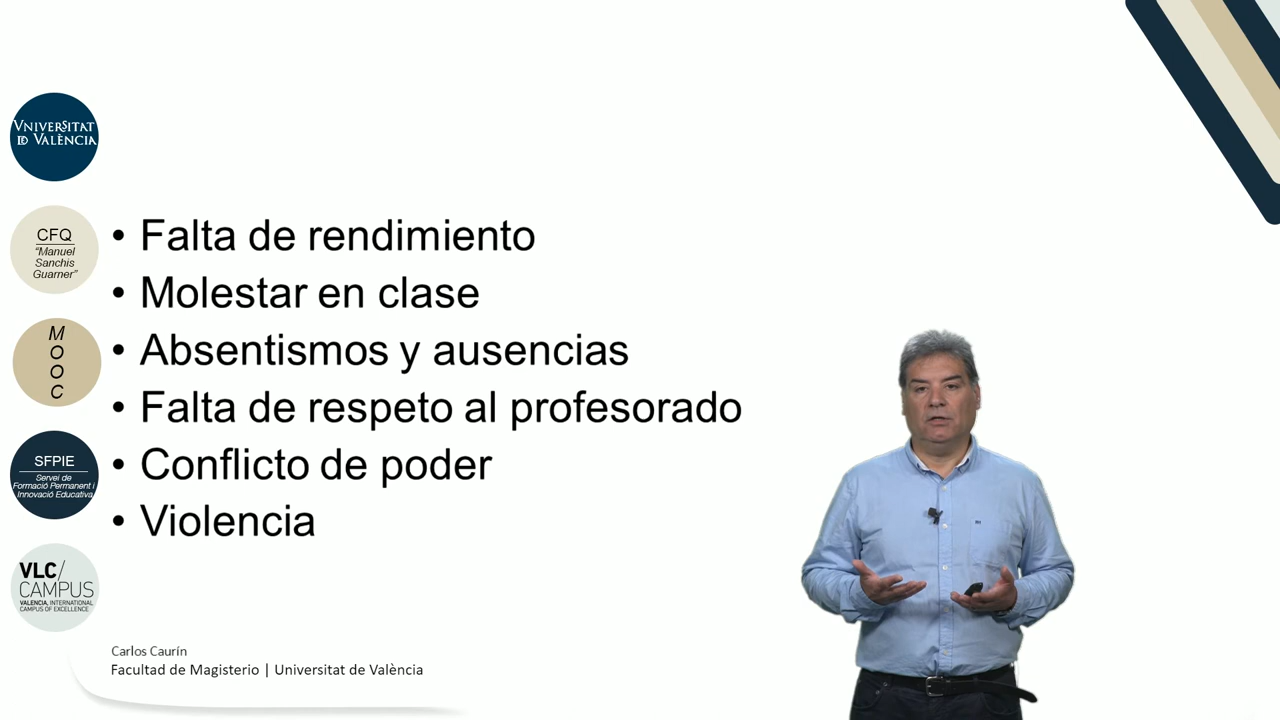 VNIVERSITAT
ID VALÈNCIA
CFQ
"Manuel
Sanchis
Guarner"
M
O
O
C
SFPIE
Servei de
Formació Permanent i
Innovació Educativa
VLC/
CAMPUS
VALENCIA, INTERNATIONAL
CAMPUS OF EXCELLENCE
• Falta de rendimiento
• Molestar en clase
• Absentismos y ausencias
• Falta de respeto al profesorado
• Conflicto de poder
• Violencia
Carlos Caurín
Facultad de Magisterio | Universitat de València